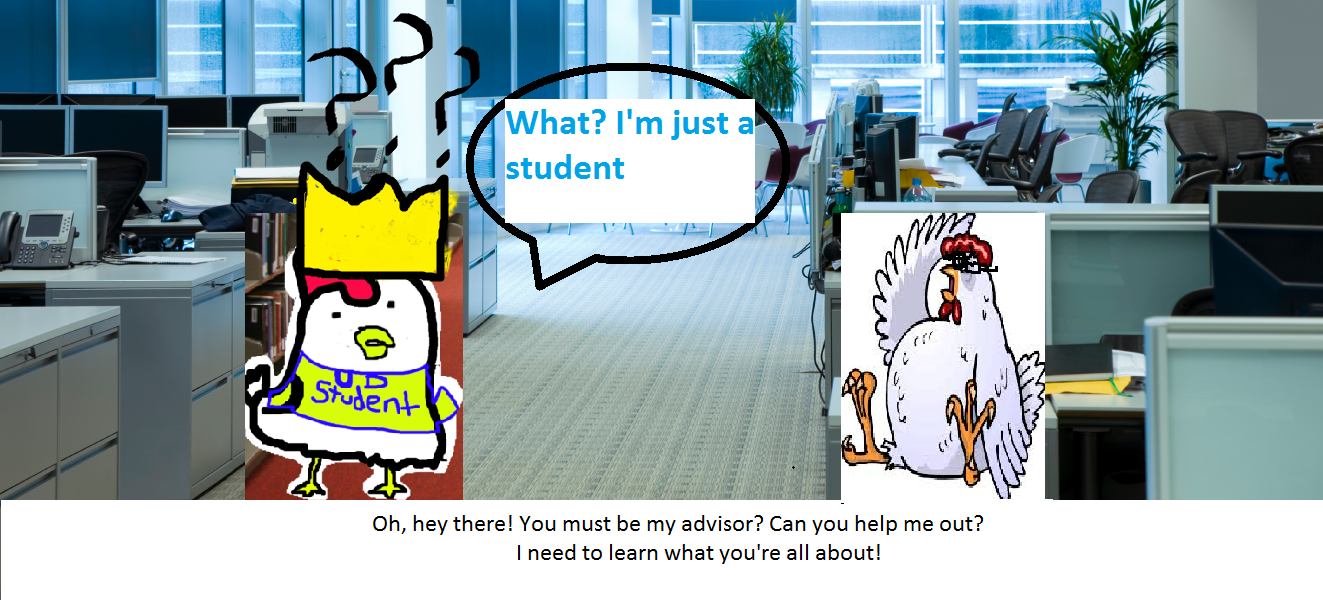 What? I'm just a
student
UD
Student
Oh, hey there! You must be my advisor? Can you help me out?
I need to learn what you're all about!